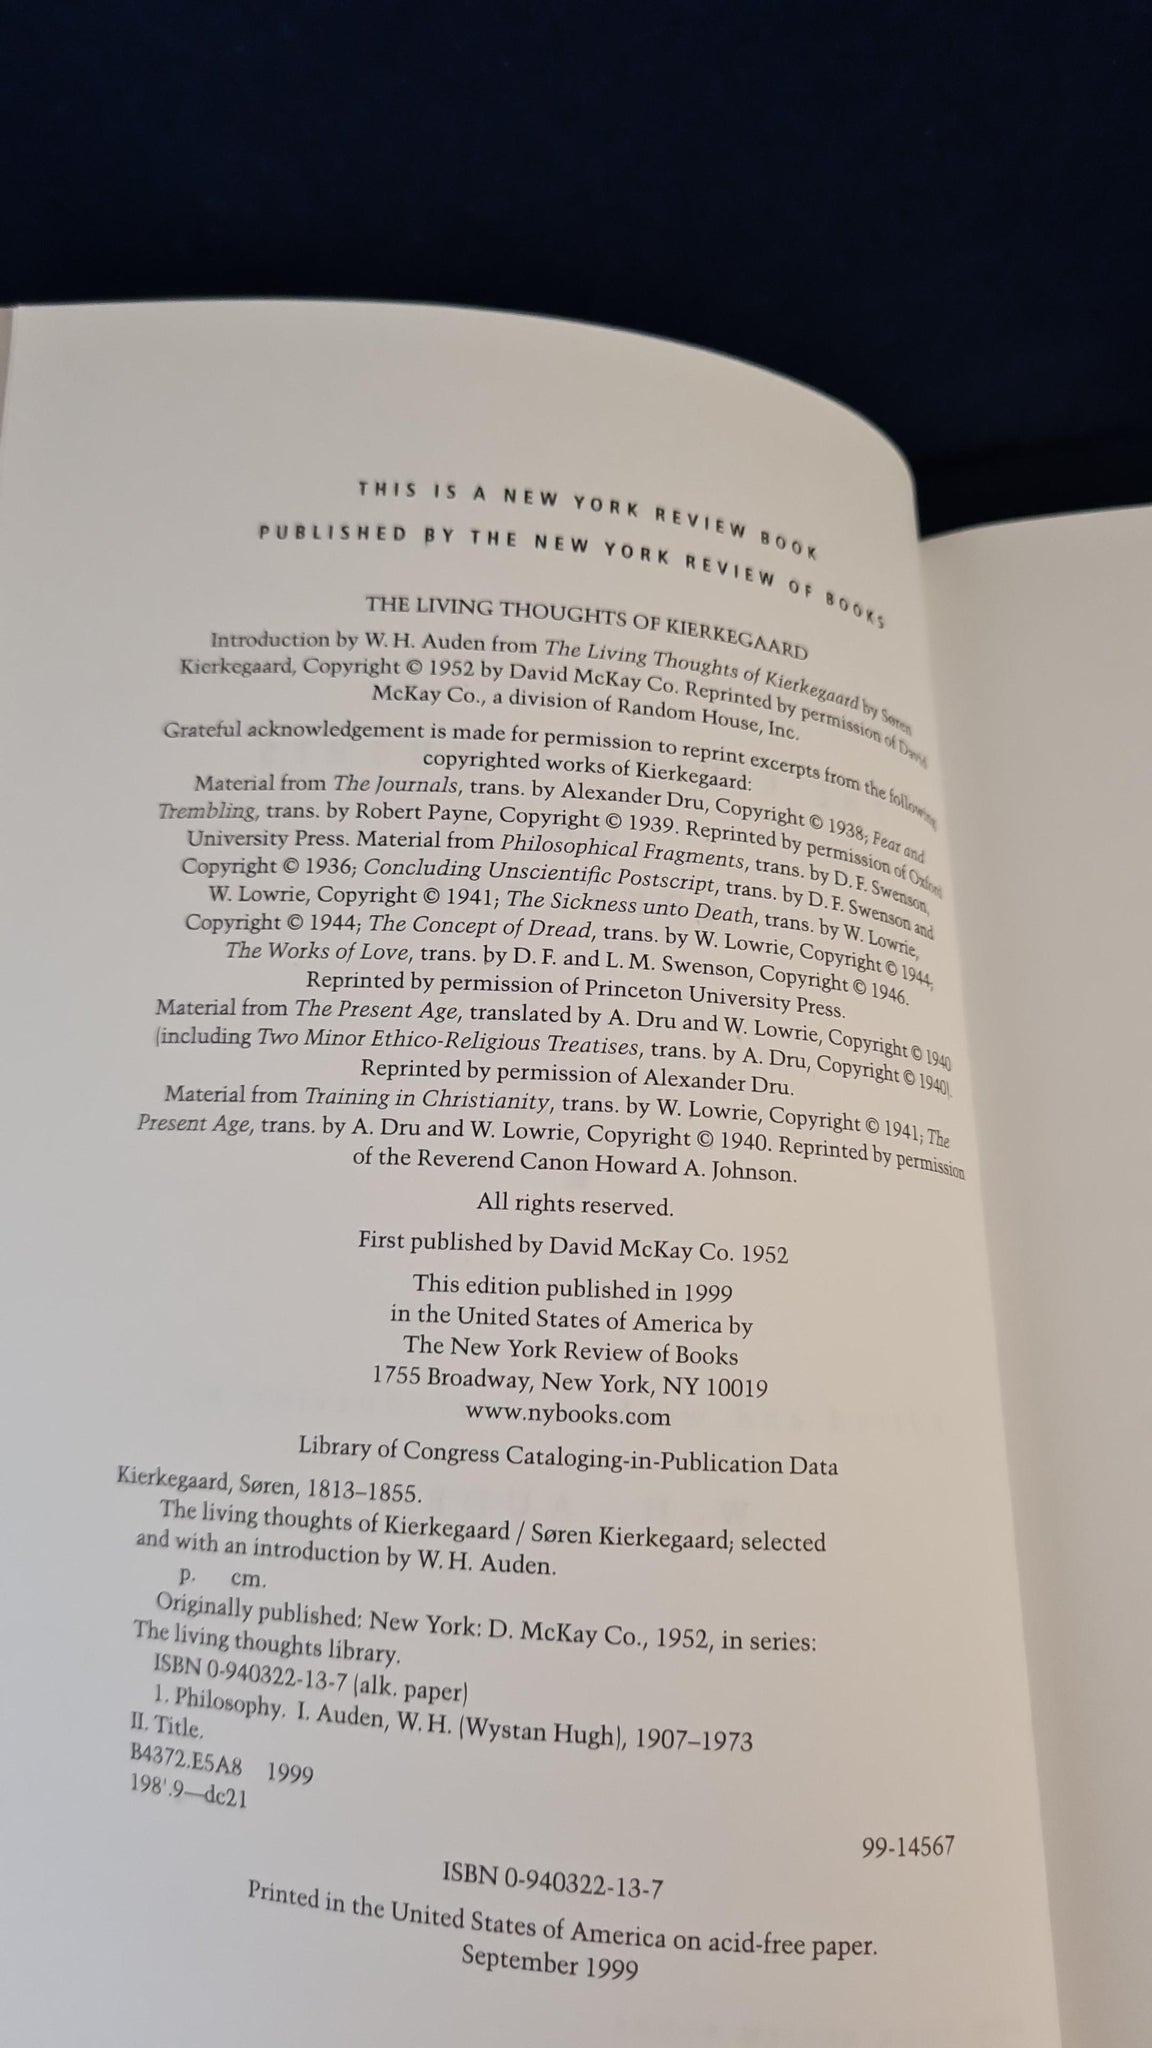 THIS IS A NEW YORK REVIEW BOOK
PUBLISHED BY THE NEW YORK REVIEW OF BOOKS
THE LIVING THOUGHTS OF KIERKEGAARD
Introduction by W. H. Auden from The Living Thoughts of Kierkegaard by Søren
Kierkegaard, Copyright © 1952 by David McKay Co. Reprinted by permission of David
McKay Co., a division of Random House, Inc.
Grateful acknowledgement is made for permission to reprint excerpts from the following
copyrighted works of Kierkegaard:
Material from The Journals, trans. by Alexander Dru, Copyright © 1938; Fear and
Trembling, trans. by Robert Payne, Copyright © 1939. Reprinted by permission of Oxford
University Press. Material from Philosophical Fragments, trans. by D. F. Swenson,
Copyright © 1936; Concluding Unscientific Postscript, trans. by D. F. Swenson and
W. Lowrie, Copyright © 1941; The Sickness unto Death, trans. by W. Lowrie,
Copyright © 1944; The Concept of Dread, trans. by W. Lowrie, Copyright © 1944;
The Works of Love, trans. by D. F. and L. M. Swenson, Copyright © 1946.
Reprinted by permission of Princeton University Press.
Material from The Present Age, translated by A. Dru and W. Lowrie, Copyright © 1940
(including Two Minor Ethico-Religious Treatises, trans. by A. Dru, Copyright © 1940).
Reprinted by permission of Alexander Dru.
Material from Training in Christianity, trans. by W. Lowrie, Copyright © 1941; The
Present Age, trans. by A. Dru and W. Lowrie, Copyright © 1940. Reprinted by permission
of the Reverend Canon Howard A. Johnson.
All rights reserved.
First published by David McKay Co. 1952
This edition published in 1999
in the United States of America by
The New York Review of Books
1755 Broadway, New York, NY 10019
www.nybooks.com
Library of Congress Cataloging-in-Publication Data
Kierkegaard, Søren, 1813–1855.
The living thoughts of Kierkegaard / Søren Kierkegaard; selected
and with an introduction by W. H. Auden.
p. cm.
Originally published: New York: D. McKay Co., 1952, in series:
The living thoughts library.
ISBN 0-940322-13-7 (alk. paper)
1. Philosophy. I. Auden, W. H. (Wystan Hugh), 1907–1973
II. Title.
B4372.E5A8 1999
198'.9—dc21
99-14567
ISBN 0-940322-13-7
Printed in the United States of America on acid-free paper.
September 1999